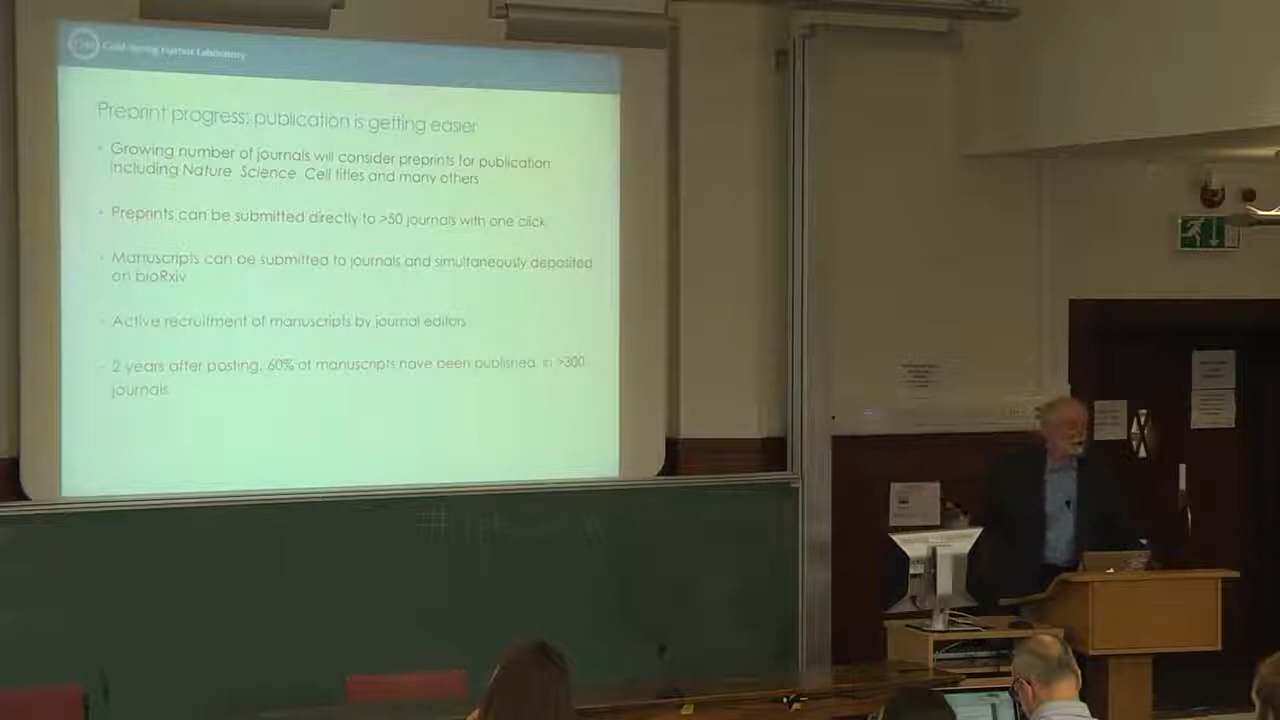 Cold Spring Harbor Laboratory
Preprint progress: publication is getting easier
Growing number of journals will consider preprints for publication
including Nature Science Cell titles and many others
Preprints can be submitted directly to >50 journals with one click
Manuscripts can be submitted to journals and simultaneously deposited
on bioRxiv
Active recruitment of manuscripts by journal editors
2 years after posting, 60% of manuscripts have been published, in >300
journals